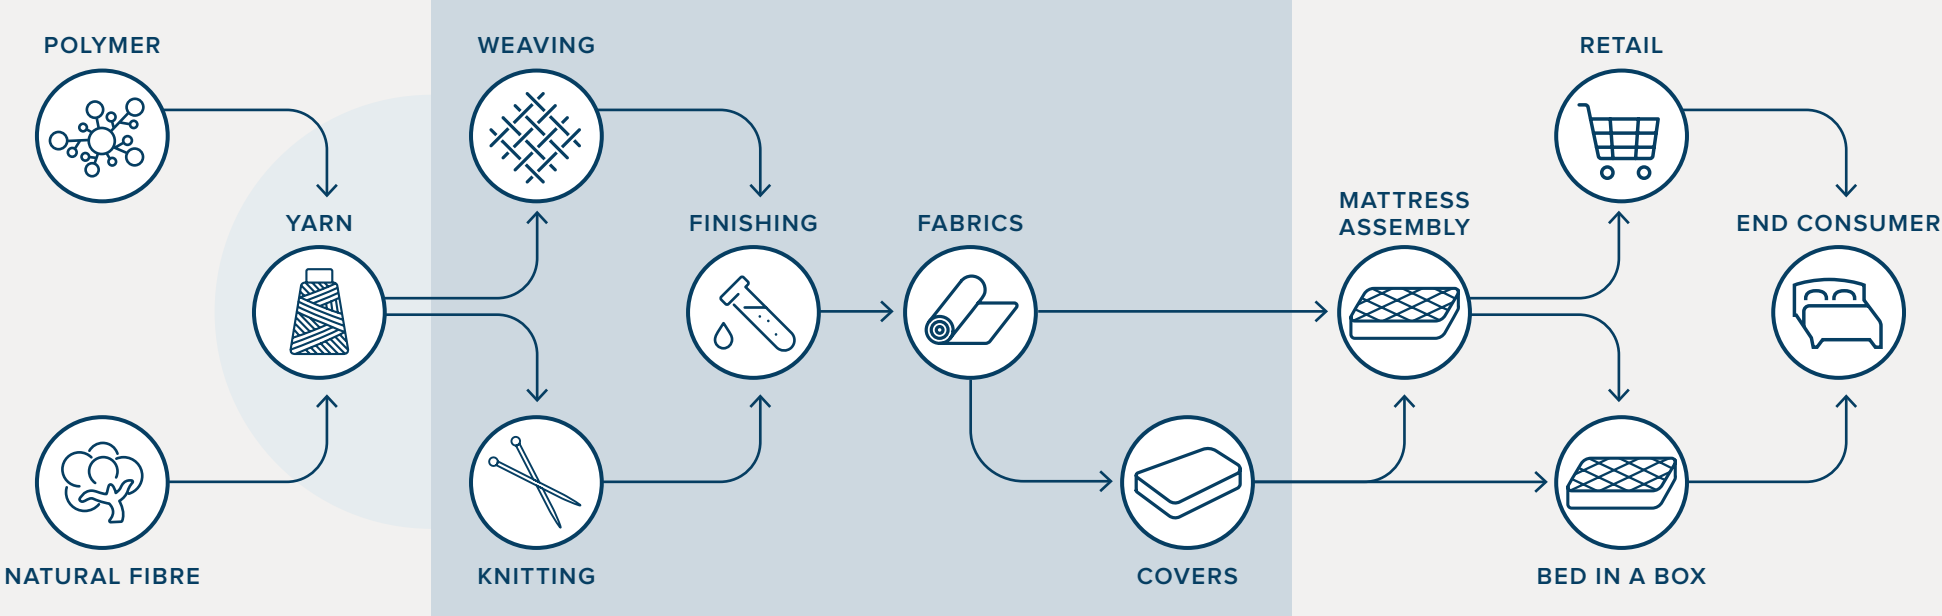 POLYMER
WEAVING
RETAIL
MATTRESS
ASSEMBLY
YARN
FINISHING
FABRICS
END CONSUMER
NATURAL FIBRE
KNITTING
COVERS
BED IN A BOX